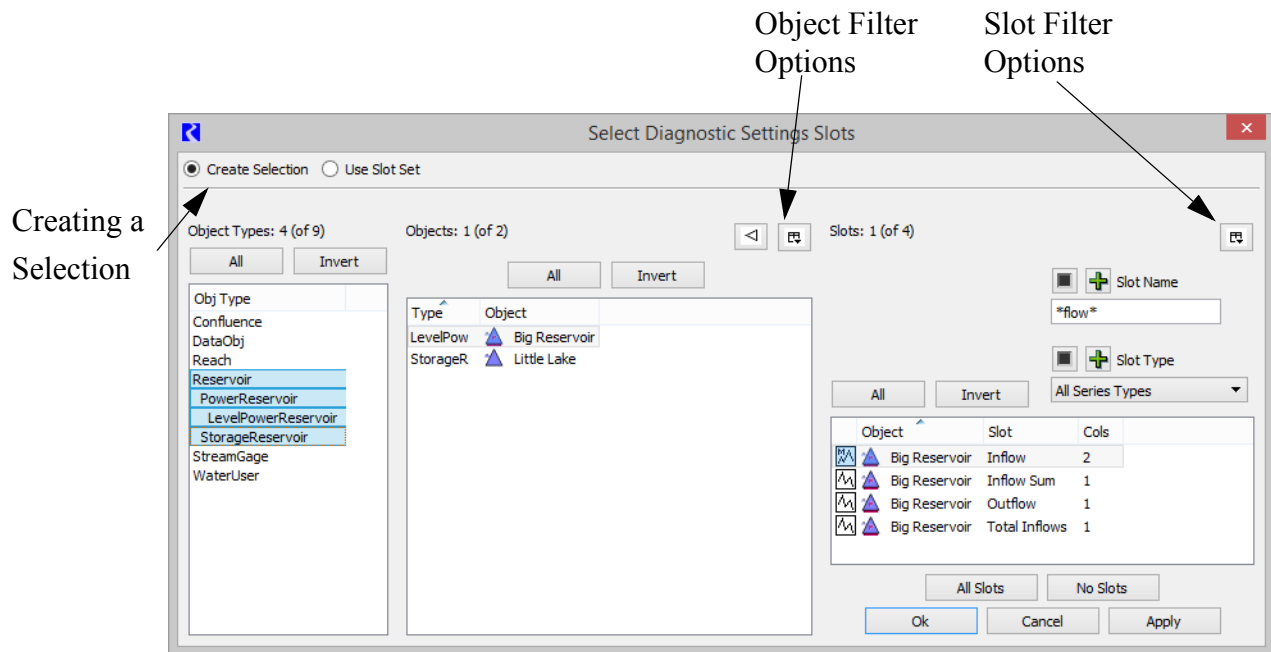 Object Filter
Options
Slot Filter
Options
Select Diagnostic Settings Slots
Create Selection
Use Slot Set
Creating a
Selection
Object Types: 4 (of 9)
All
Invert
Obj Type
Confluence
DataObj
Reach
Reservoir
PowerReservoir
LevelPowerReservoir
StorageReservoir
StreamGage
WaterUser
Objects: 1 (of 2)
All
Invert
Type
Object
LevelPow
Big Reservoir
StorageR
Little Lake
Slots: 1 (of 4)
Slot Name
*flow*
Slot Type
All Series Types
All
Invert
Object
Slot
Cols
Big Reservoir
Inflow
2
Big Reservoir
Inflow Sum
1
Big Reservoir
Outflow
1
Big Reservoir
Total Inflows
1
All Slots
No Slots
Ok
Cancel
Apply